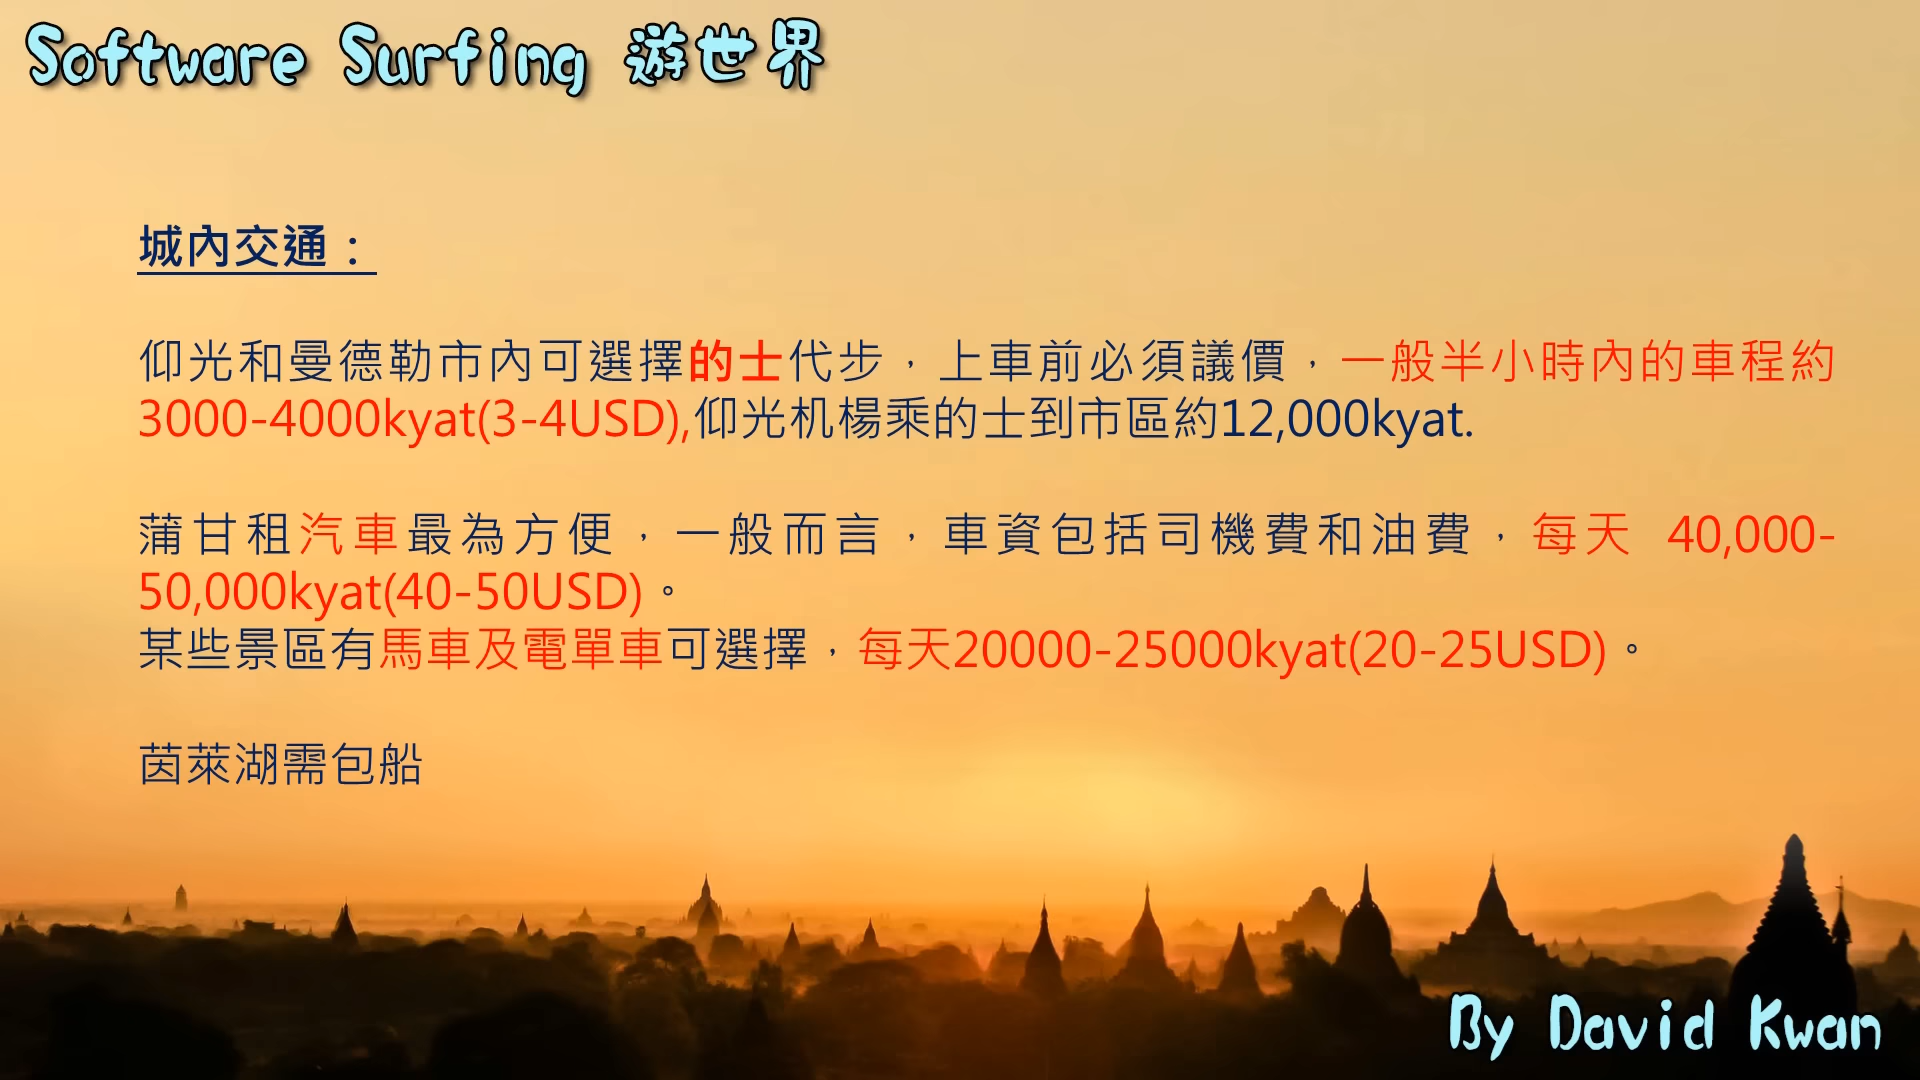 Software Surfing 遊世界
城內交通：
仰光和曼德勒市內可選擇的士代步，上車前必須議價，一般半小時內的車程約
3000-4000kyat(3-4USD),仰光机楊乘的士到市區約12,000kyat.
蒲甘租汽車最為方便，一般而言，車資包括司機費和油費，每天 40,000-
50,000kyat(40-50USD)。
某些景區有馬車及電單車可選擇，每天20000-25000kyat(20-25USD)。
茵萊湖需包船
By David Kwan